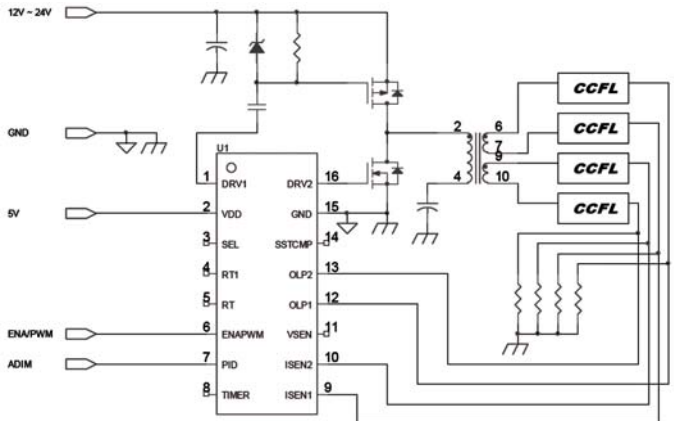 12V ~ 24V
GND
5V
ENA/PWM
ADIM
U1
1 DRV1
2 VDD
3 SEL
4 RT1
5 RT
6 ENAPWM
7 PID
8 TIMER
DRV2 16
GND 15
SSTCMP 14
OLP2 13
OLP1 12
VSEN 11
ISEN2 10
ISEN1 9
2
4
6
7
9
10
CCFL
CCFL
CCFL
CCFL